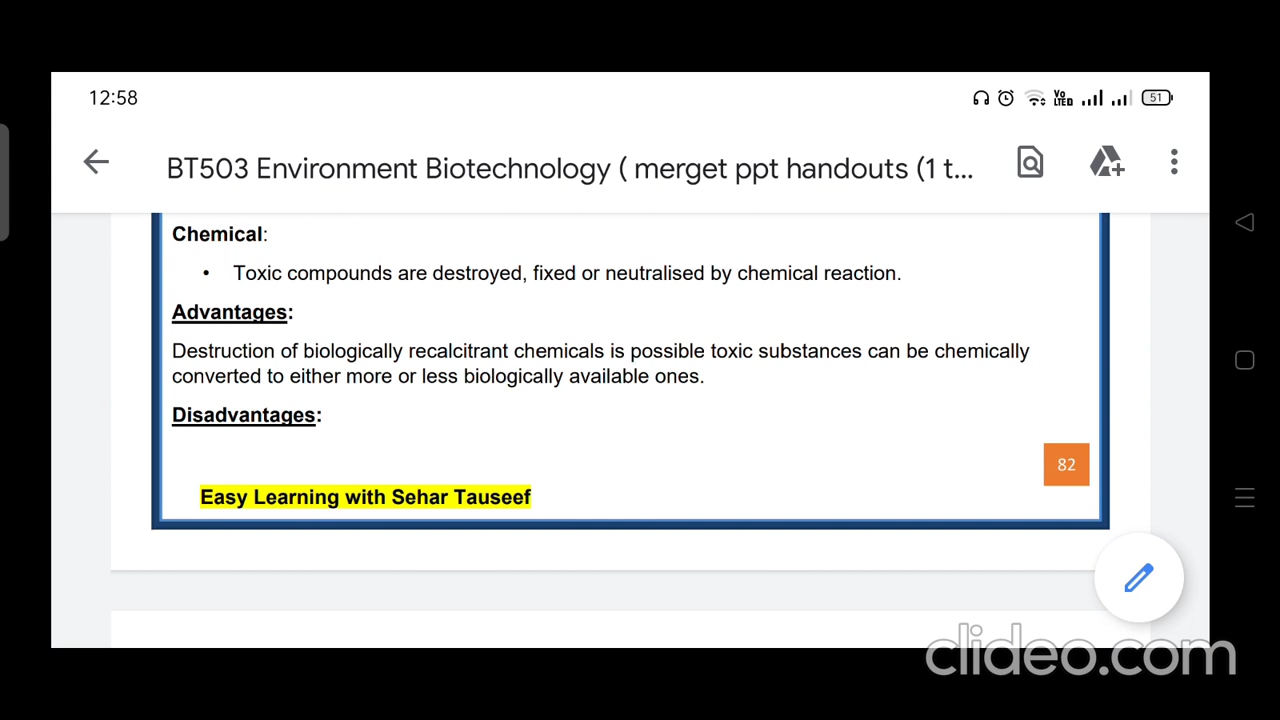 12:58
Vo LTED
51
BT503 Environment Biotechnology ( merget ppt handouts (1 t...
Chemical:
• Toxic compounds are destroyed, fixed or neutralised by chemical reaction.
Advantages:
Destruction of biologically recalcitrant chemicals is possible toxic substances can be chemically
converted to either more or less biologically available ones.
Disadvantages:
82
Easy Learning with Sehar Tauseef
clideo.com